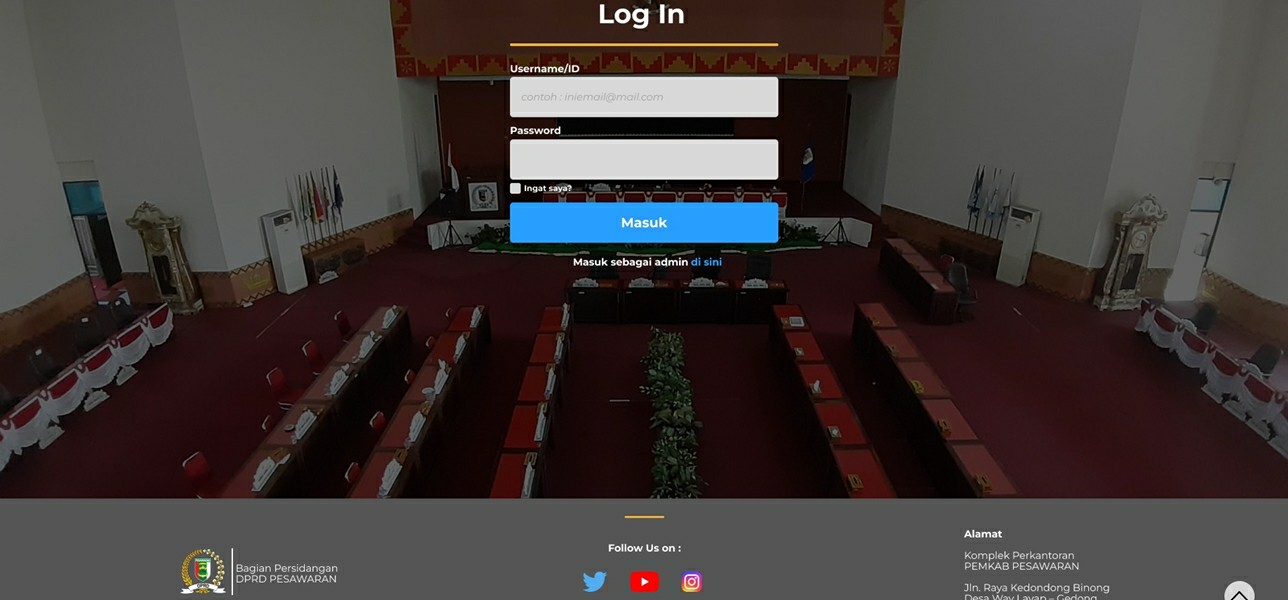 Log In
Username/ID
contoh : iniemail@mail.com
Password
Ingat saya?
Masuk
Masuk sebagai admin di sini
Follow Us on :
Bagian Persidangan
DPRD PESAWARAN
Alamat
Komplek Perkantoran
PEMKAB PESAWARAN
Jln. Raya Kedondong Binong
Desa Way Layap – Gedong